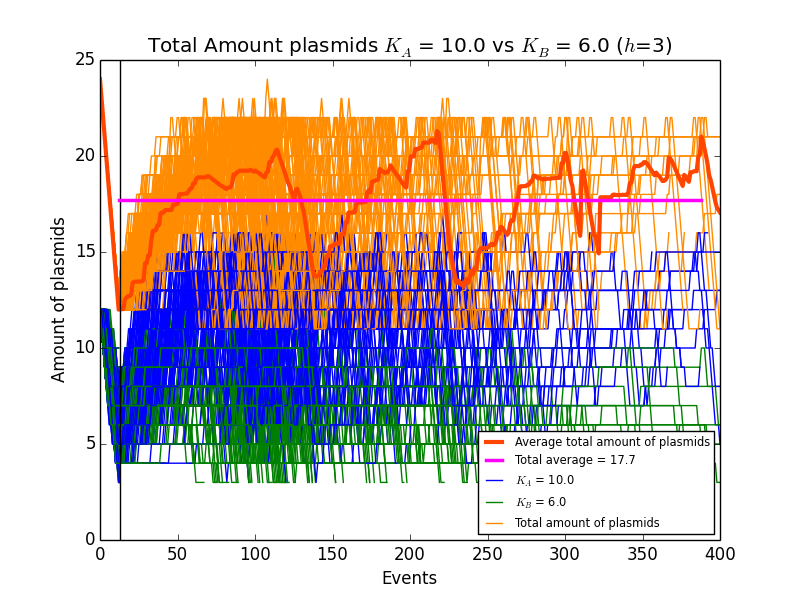 Total Amount plasmids K_A = 10.0 vs K_B = 6.0 (h=3)
25
20
15
10
5
0
Amount of plasmids
Average total amount of plasmids
Total average = 17.7
K_A = 10.0
K_B = 6.0
Total amount of plasmids
0 50 100 150 200 250 300 350 400
Events